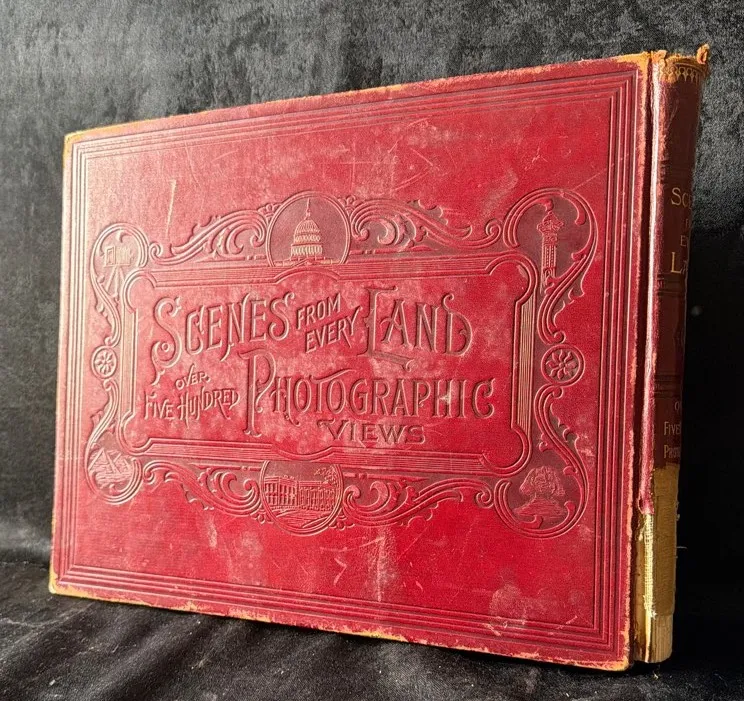 SCENES FROM EVERY LAND
OVER FIVE HUNDRED PHOTOGRAPHIC
VIEWS